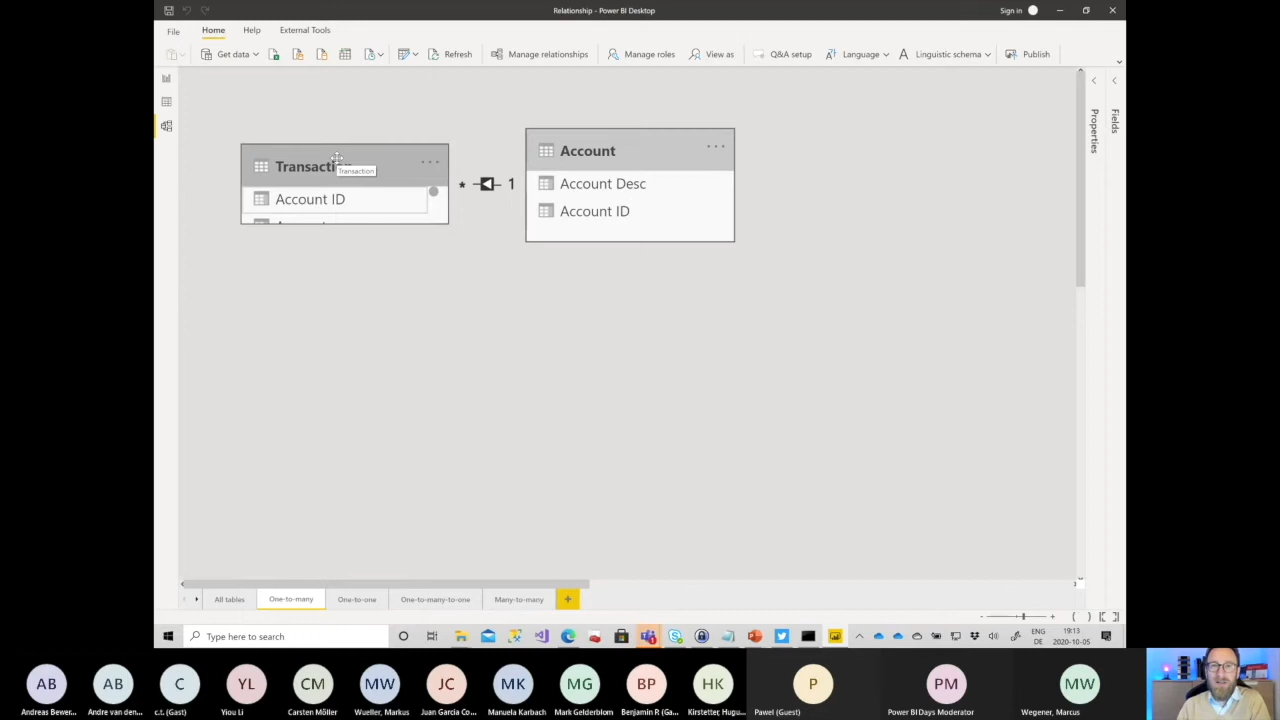 Relationship - Power BI Desktop
Sign in
File
Home
Help
External Tools
Get data
Refresh
Manage relationships
Manage roles
View as
Q&A setup
Language
Linguistic schema
Publish
Transaction
Transaction
Account ID
* 1
Account
Account Desc
Account ID
Properties
Fields
All tables
One-to-many
One-to-one
One-to-many-to-one
Many-to-many
+
- +
Type here to search
ENG
DE
19:13
2020-10-05
AB
AB
C
YL
CM
MW
JC
MK
MG
BP
HK
P
PM
MW
Andreas Bewer...
Andre van den...
c.t. (Gast)
Yiou Li
Carsten Möller
Wueller, Markus
Juan Garcia Co...
Manuela Karbach
Mark Gelderblom
Benjamin R (Ga...
Kirstetter, Hugu...
Pawel (Guest)
Power BI Days Moderator
Wegener, Marcus